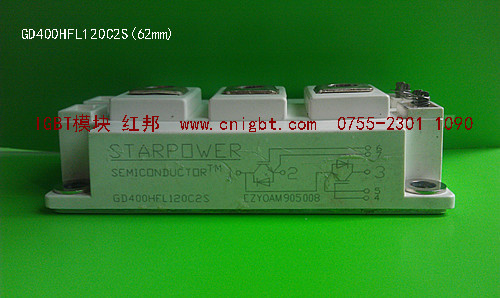 GD400HFL120C2S(62mm)
IGBT模块 红邦 www.cnigbt.com 0755-2301 1090
STARPOWER
SEMICONDUCTOR™
1 2 3
6
7
5
4
GD400HFL120C2S EZYOAM905008